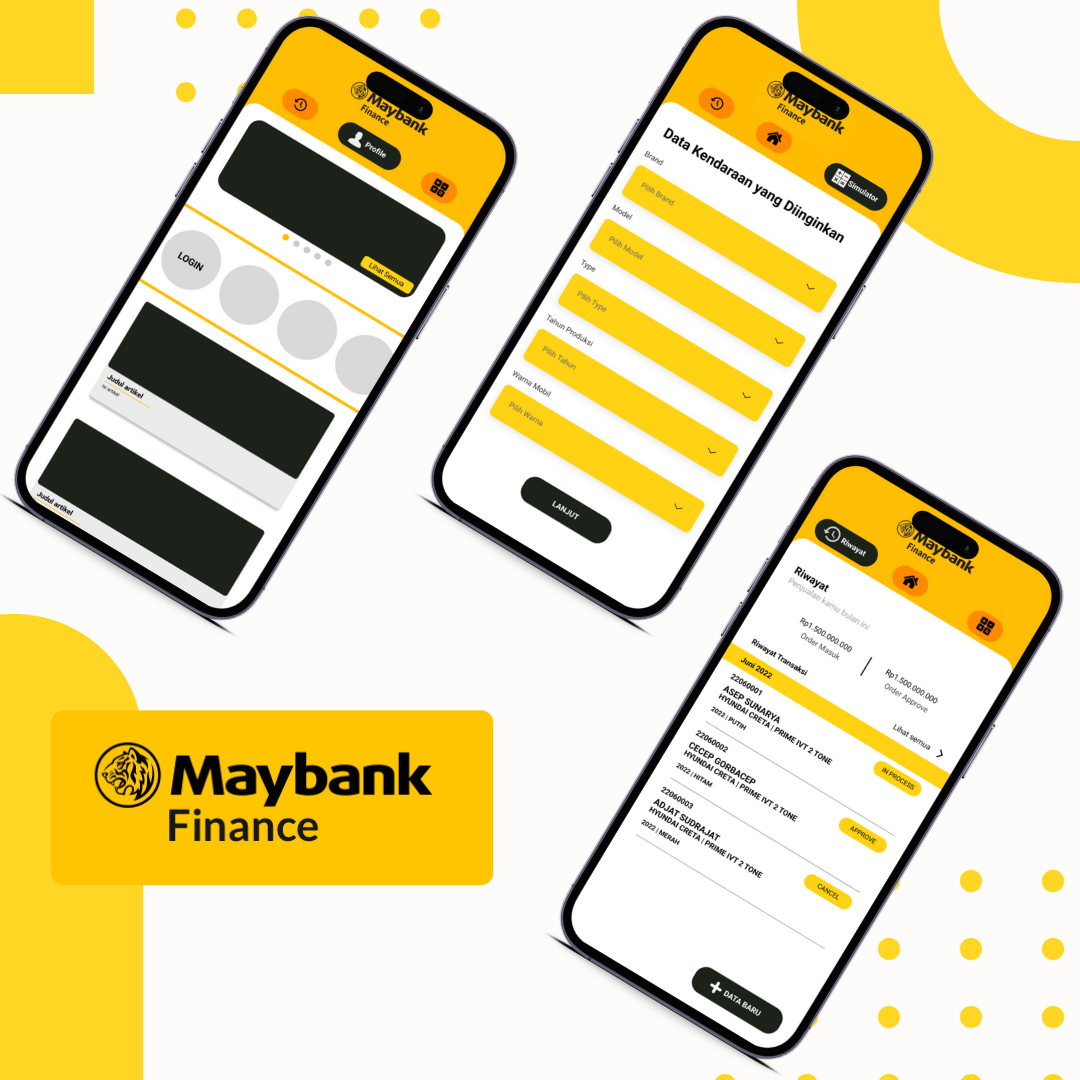 Maybank
Finance
Profile
Lihat Semua
LOGIN
Judul artikel
Isi artikel
Judul artikel
Maybank
Finance
Simulator
Data Kendaraan yang Diinginkan
Brand
Pilih Brand
Model
Pilih Model
Type
Pilih Type
Tahun Produksi
Pilih Tahun
Warna Mobil
Pilih Warna
LANJUT
Maybank
Finance
Riwayat
Riwayat
Penjualan kamu bulan ini
Rp1.500.000.000
Order Masuk
Rp1.500.000.000
Order Approve
Riwayat Transaksi
Lihat semua
Juni 2022
22060001
ASEP SUNARYA
HYUNDAI CRETA | PRIME IVT 2 TONE
2022 | PUTIH
IN PROCESS
22060002
CECEP GORBACEP
HYUNDAI CRETA | PRIME IVT 2 TONE
2022 | HITAM
APPROVE
22060003
ADJAT SUDRAJAT
HYUNDAI CRETA | PRIME IVT 2 TONE
2022 | MERAH
CANCEL
DATA BARU
Maybank
Finance